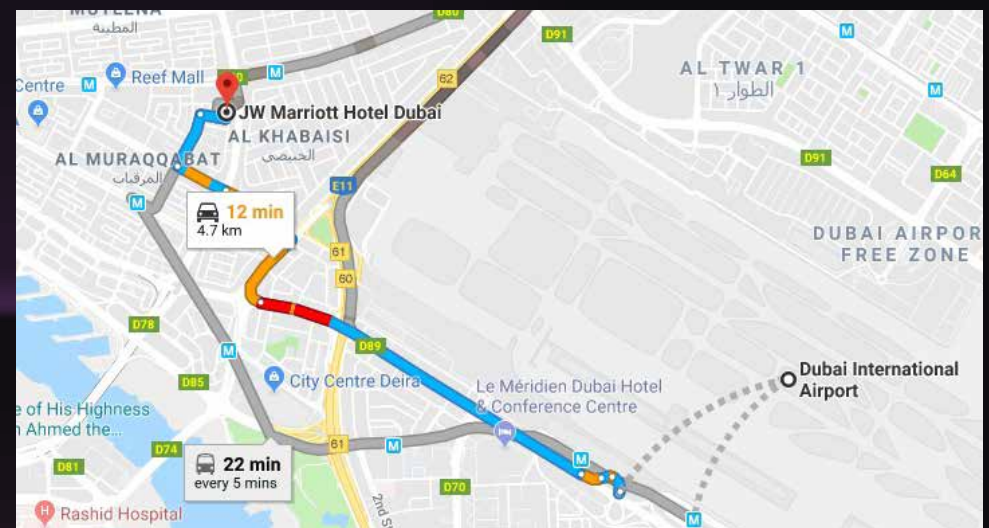 المطينة
D80
D91
M
AL TWAR 1
الطوار ١
Centre
M
Reef Mall
M
62
M
JW Marriott Hotel Dubai
AL KHABAISI
الخبيصي
AL MURAQQABAT
المرقبات
D91
D64
E11
M
12 min
4.7 km
61
60
DUBAI AIRPOR
FREE ZONE
D78
M
D89
D85
City Centre Deira
Le Méridien Dubai Hotel
& Conference Centre
Dubai International
Airport
e of His Highness
n Ahmed the...
D74
61
M
M
22 min
every 5 mins
D81
D70
2nd St
Rashid Hospital
M